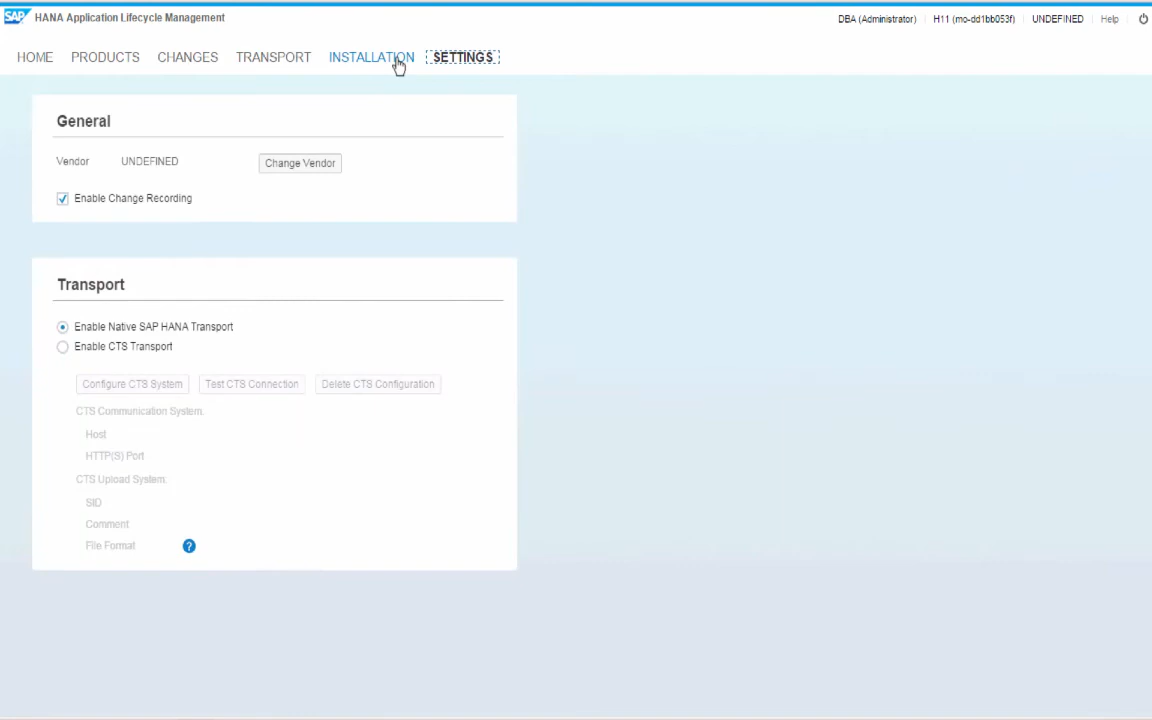 SAP HANA Application Lifecycle Management
DBA (Administrator) H11 (mo-dd1bb053f) UNDEFINED Help
HOME PRODUCTS CHANGES TRANSPORT INSTALLATION SETTINGS
General
Vendor UNDEFINED Change Vendor
Enable Change Recording
Transport
Enable Native SAP HANA Transport
Enable CTS Transport
Configure CTS System Test CTS Connection Delete CTS Configuration
CTS Communication System:
Host
HTTP(S) Port
CTS Upload System:
SID
Comment
File Format ?